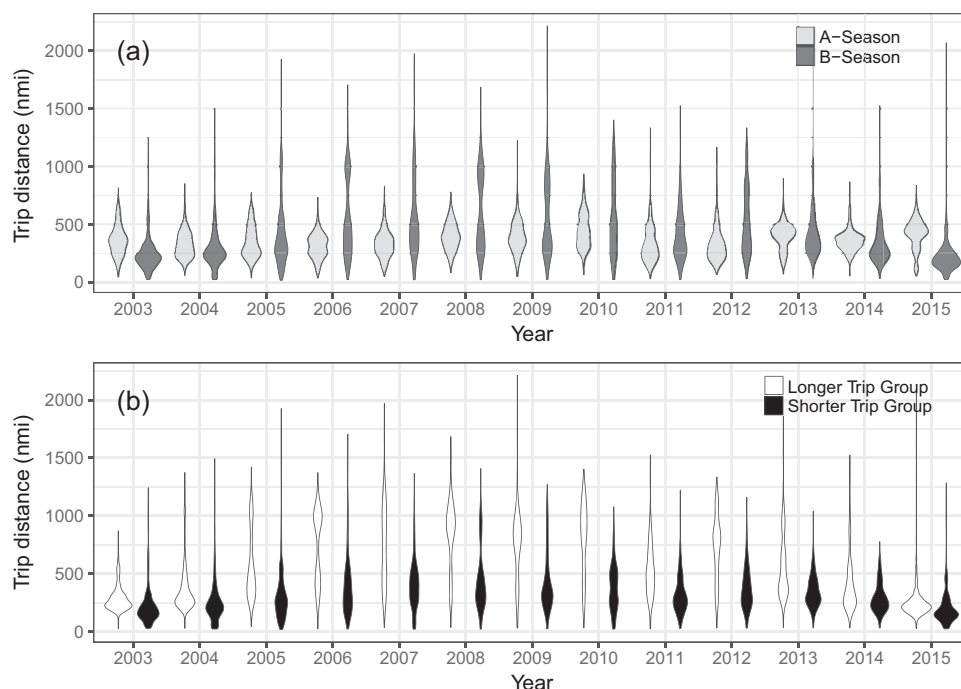 (a)
A−Season
B−Season
Trip distance (nmi)
2000
1500
1000
500
0
2003 2004 2005 2006 2007 2008 2009 2010 2011 2012 2013 2014 2015
Year
(b)
Longer Trip Group
Shorter Trip Group
Trip distance (nmi)
2000
1500
1000
500
0
2003 2004 2005 2006 2007 2008 2009 2010 2011 2012 2013 2014 2015
Year